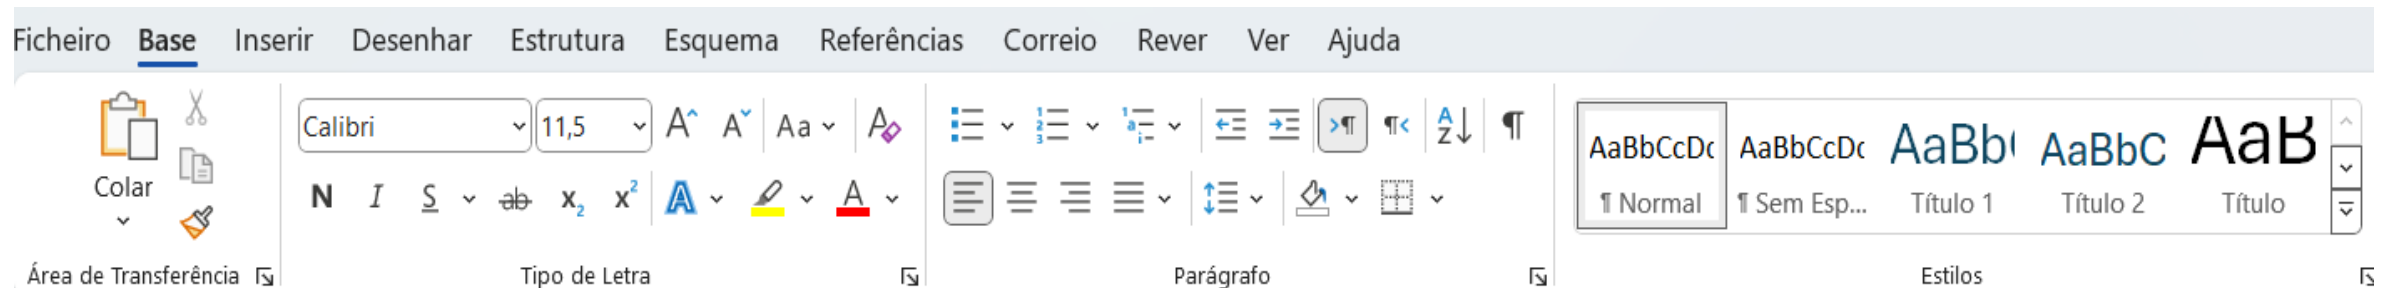 Ficheiro Base Inserir Desenhar Estrutura Esquema Referências Correio Rever Ver Ajuda
Calibri 11,5 A A Aa A A Z ¶
AaBbCcDc AaBbCcDc AaBb AaBbC AaB
Colar
N I S ab x₂ x² A A
¶ Normal ¶ Sem Esp... Título 1 Título 2 Título
Área de Transferência Tipo de Letra Parágrafo Estilos